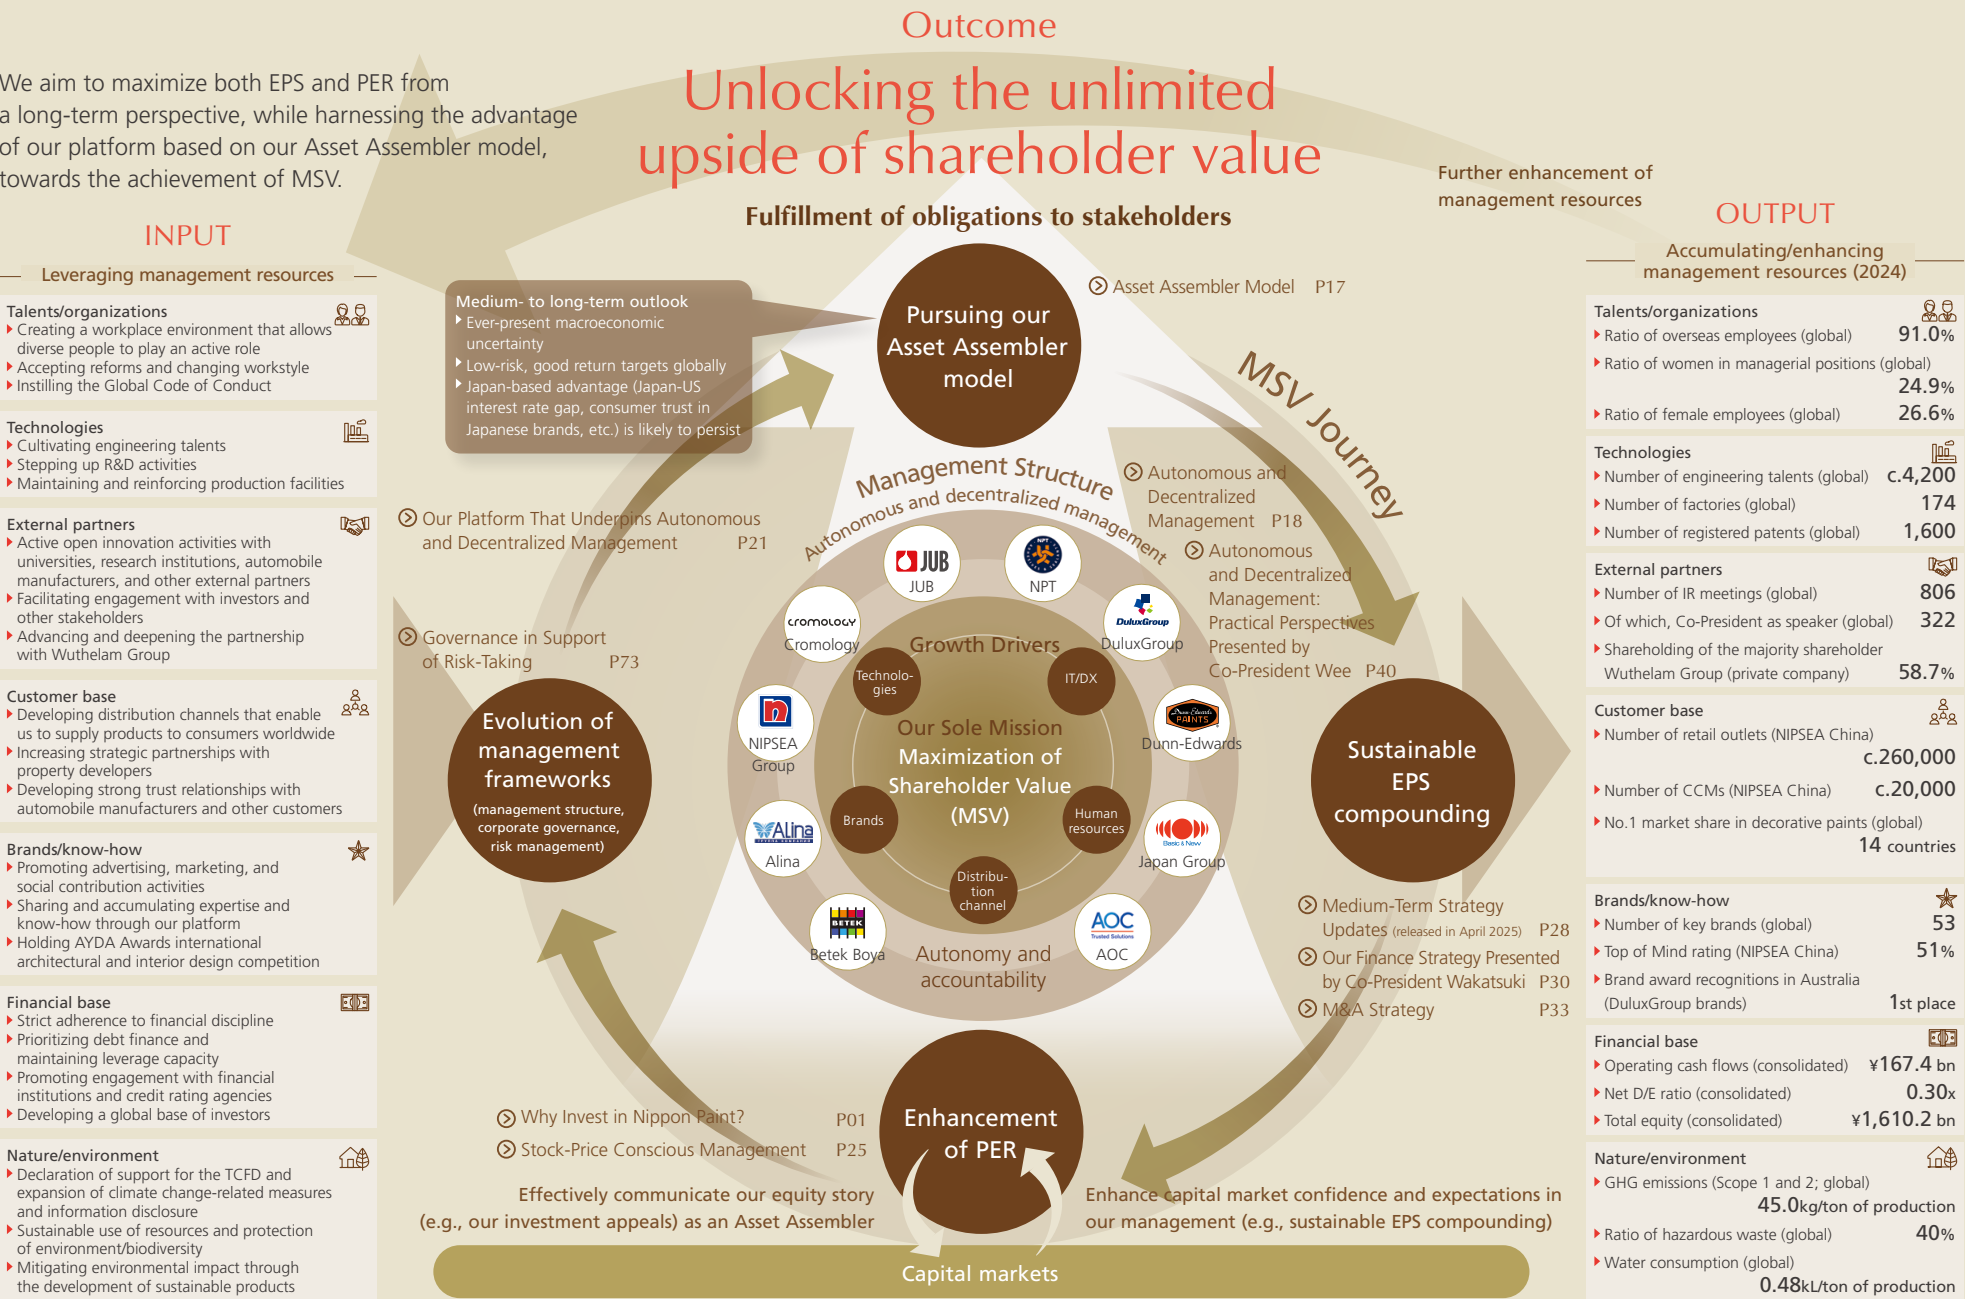 Outcome
Unlocking the unlimited
upside of shareholder value
Fulfillment of obligations to stakeholders
We aim to maximize both EPS and PER from
a long-term perspective, while harnessing the advantage
of our platform based on our Asset Assembler model,
towards the achievement of MSV.
INPUT
Leveraging management resources
Talents/organizations
Creating a workplace environment that allows
diverse people to play an active role
Accepting reforms and changing workstyle
Instilling the Global Code of Conduct
Technologies
Cultivating engineering talents
Stepping up R&D activities
Maintaining and reinforcing production facilities
External partners
Active open innovation activities with
universities, research institutions, automobile
manufacturers, and other external partners
Facilitating engagement with investors and
other stakeholders
Advancing and deepening the partnership
with Wuthelam Group
Customer base
Developing distribution channels that enable
us to supply products to consumers worldwide
Increasing strategic partnerships with
property developers
Developing strong trust relationships with
automobile manufacturers and other customers
Brands/know-how
Promoting advertising, marketing, and
social contribution activities
Sharing and accumulating expertise and
know-how through our platform
Holding AYDA Awards international
architectural and interior design competition
Financial base
Strict adherence to financial discipline
Prioritizing debt finance and
maintaining leverage capacity
Promoting engagement with financial
institutions and credit rating agencies
Developing a global base of investors
Nature/environment
Declaration of support for the TCFD and
expansion of climate change-related measures
and information disclosure
Sustainable use of resources and protection
of environment/biodiversity
Mitigating environmental impact through
the development of sustainable products
Medium- to long-term outlook
Ever-present macroeconomic
uncertainty
Low-risk, good return targets globally
Japan-based advantage (Japan-US
interest rate gap, consumer trust in
Japanese brands, etc.) is likely to persist
Pursuing our
Asset Assembler
model
Asset Assembler Model P17
MSV Journey
Management Structure
Autonomous and decentralized management
Autonomous and
Decentralized
Management P18
Autonomous
and Decentralized
Management:
Practical Perspectives
Presented by
Co-President Wee P40
Our Platform That Underpins Autonomous
and Decentralized Management P21
Governance in Support
of Risk-Taking P73
Evolution of
management
frameworks
(management structure,
corporate governance,
risk management)
JUB
JUB
NPT
NPT
CROMOLOGY
Cromology
DuluxGroup
DuluxGroup
Dunn-Edwards
PAINTS
Dunn-Edwards
n
NIPSEA
Group
Alina
Alina
Basic & New
Japan Group
BETEK
Betek Boya
AOC
Trusted Solutions
AOC
Growth Drivers
Technolo-
gies
IT/DX
Brands
Human
resources
Distribu-
tion
channel
Our Sole Mission
Maximization of
Shareholder Value
(MSV)
Autonomy and
accountability
Sustainable
EPS
compounding
Medium-Term Strategy
Updates (released in April 2025) P28
Our Finance Strategy Presented
by Co-President Wakatsuki P30
M&A Strategy P33
Why Invest in Nippon Paint? P01
Stock-Price Conscious Management P25
Enhancement
of PER
Effectively communicate our equity story
(e.g., our investment appeals) as an Asset Assembler
Enhance capital market confidence and expectations in
our management (e.g., sustainable EPS compounding)
Capital markets
Further enhancement of
management resources
OUTPUT
Accumulating/enhancing
management resources (2024)
Talents/organizations
Ratio of overseas employees (global) 91.0%
Ratio of women in managerial positions (global)
24.9%
Ratio of female employees (global) 26.6%
Technologies
Number of engineering talents (global) c.4,200
Number of factories (global) 174
Number of registered patents (global) 1,600
External partners
Number of IR meetings (global) 806
Of which, Co-President as speaker (global) 322
Shareholding of the majority shareholder
Wuthelam Group (private company) 58.7%
Customer base
Number of retail outlets (NIPSEA China)
c.260,000
Number of CCMs (NIPSEA China) c.20,000
No.1 market share in decorative paints (global)
14 countries
Brands/know-how
Number of key brands (global) 53
Top of Mind rating (NIPSEA China) 51%
Brand award recognitions in Australia
(DuluxGroup brands) 1st place
Financial base
Operating cash flows (consolidated) ¥167.4 bn
Net D/E ratio (consolidated) 0.30x
Total equity (consolidated) ¥1,610.2 bn
Nature/environment
GHG emissions (Scope 1 and 2; global)
45.0kg/ton of production
Ratio of hazardous waste (global) 40%
Water consumption (global)
0.48kL/ton of production